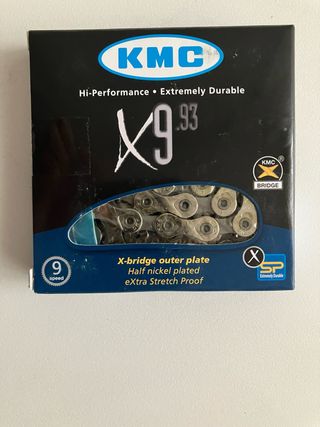 KMC
Hi-Performance • Extremely Durable
X9.93
KMC
X
BRIDGE
9
speed
X-bridge outer plate
Half nickel plated
eXtra Stretch Proof
X
SP
Extremely Durable